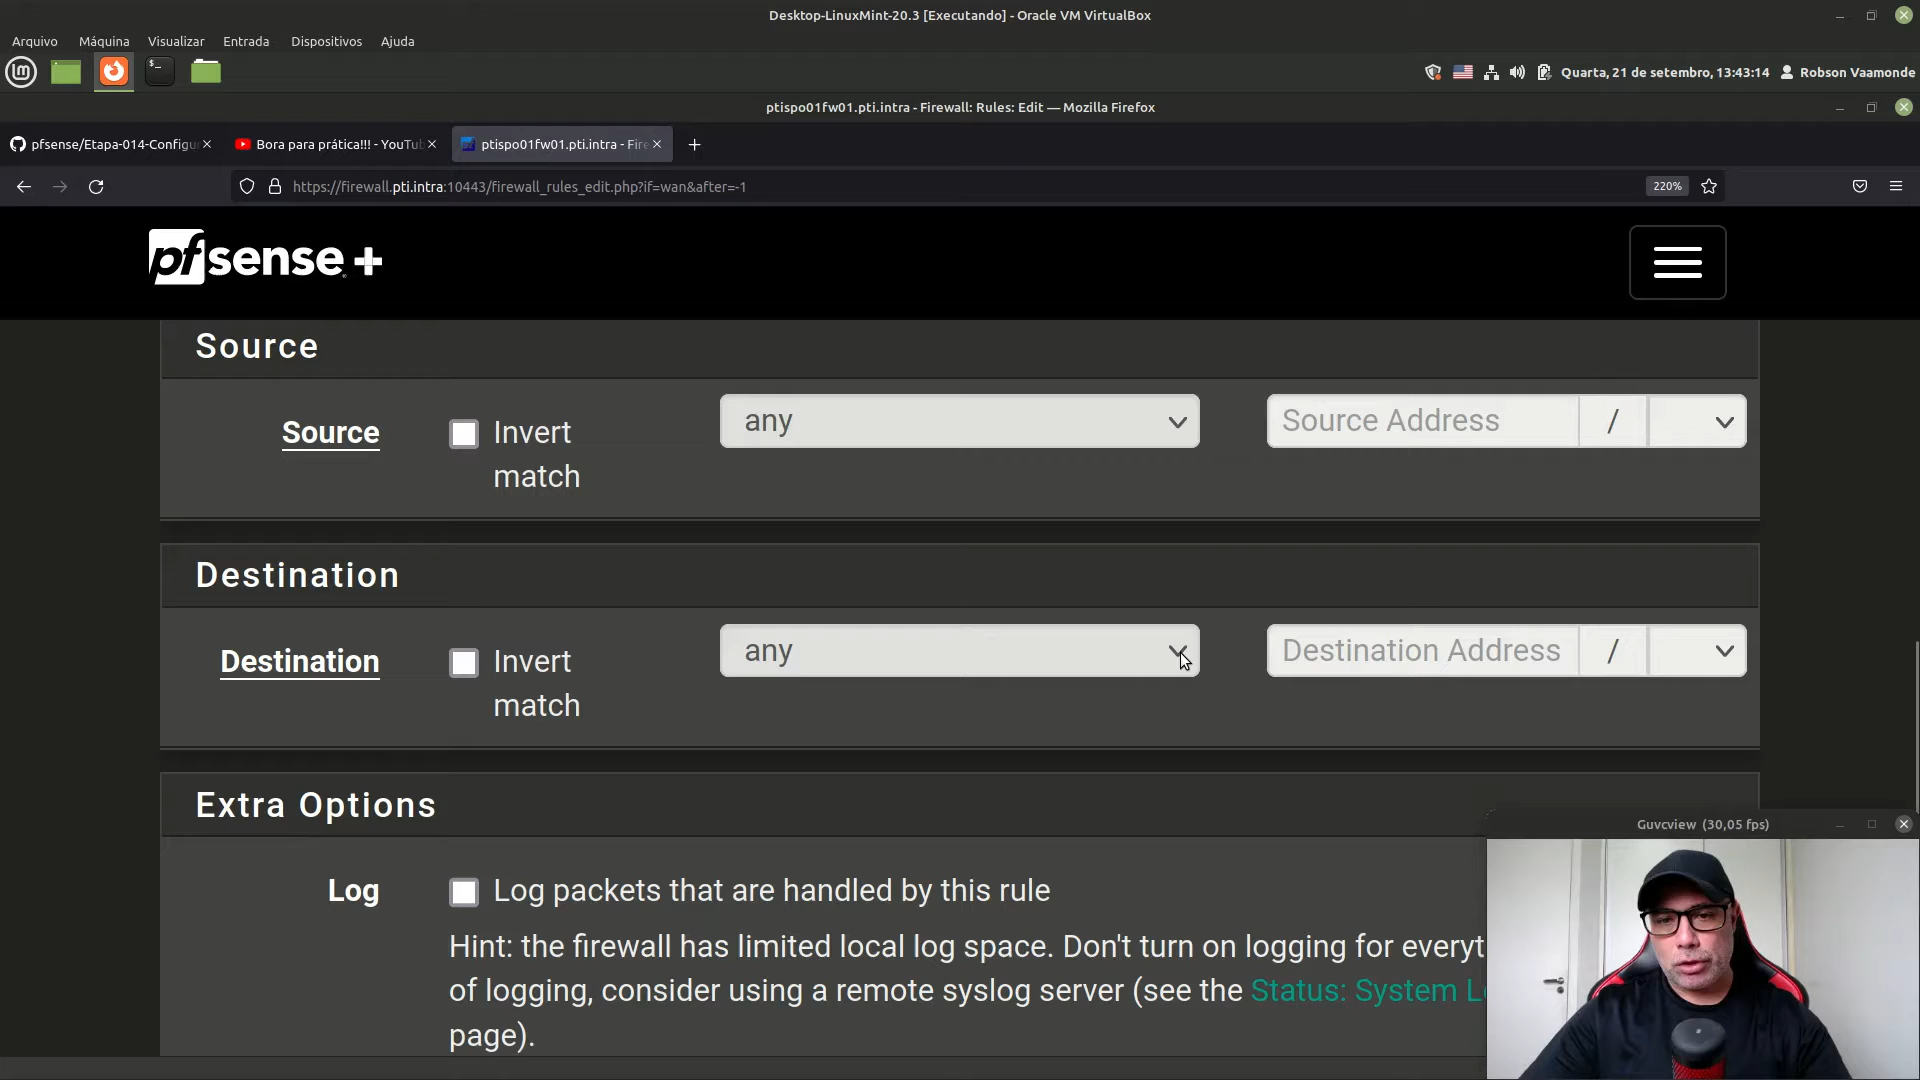 Desktop-LinuxMint-20.3 [Executando] - Oracle VM VirtualBox
Arquivo Máquina Visualizar Entrada Dispositivos Ajuda
Quarta, 21 de setembro, 13:43:14 Robson Vaamonde
ptispo01fw01.pti.intra - Firewall: Rules: Edit — Mozilla Firefox
pfsense/Etapa-014-Configu Bora para prática!!! - YouTub ptispo01fw01.pti.intra - Fire
https://firewall.pti.intra:10443/firewall_rules_edit.php?if=wan&after=-1 220%
pfsense +
Source
Source Invert match any Source Address /
Destination
Destination Invert match any Destination Address /
Extra Options
Guvcview (30,05 fps)
Log Log packets that are handled by this rule
Hint: the firewall has limited local log space. Don't turn on logging for everyt
of logging, consider using a remote syslog server (see the Status: System L
page).